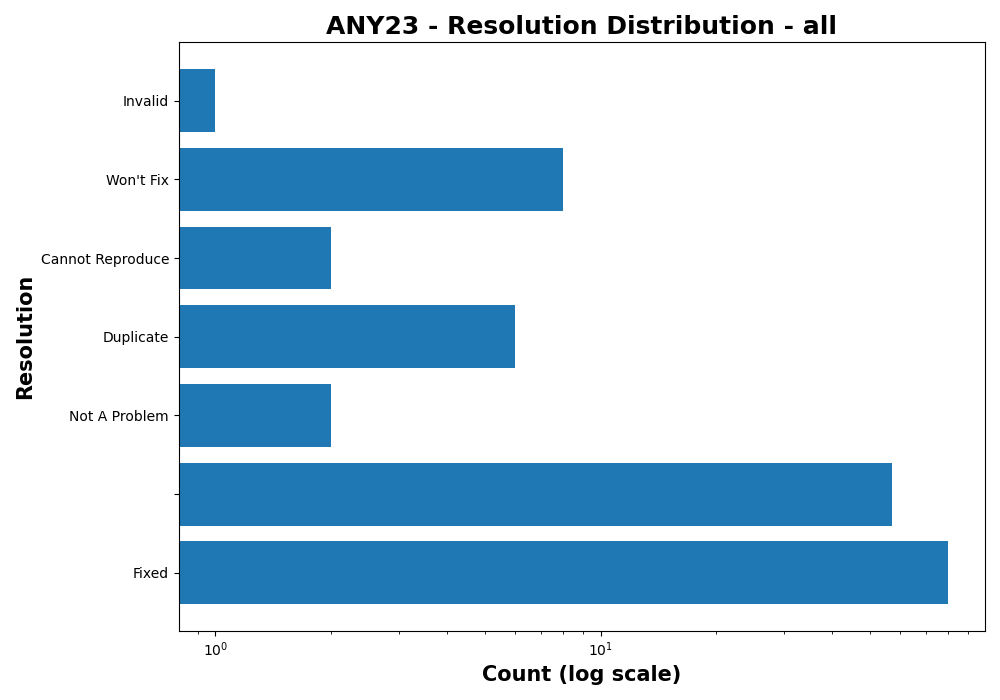 ANY23 - Resolution Distribution - all
Invalid
Won't Fix
Cannot Reproduce
Duplicate
Not A Problem
Fixed
Resolution
10⁰
10¹
Count (log scale)